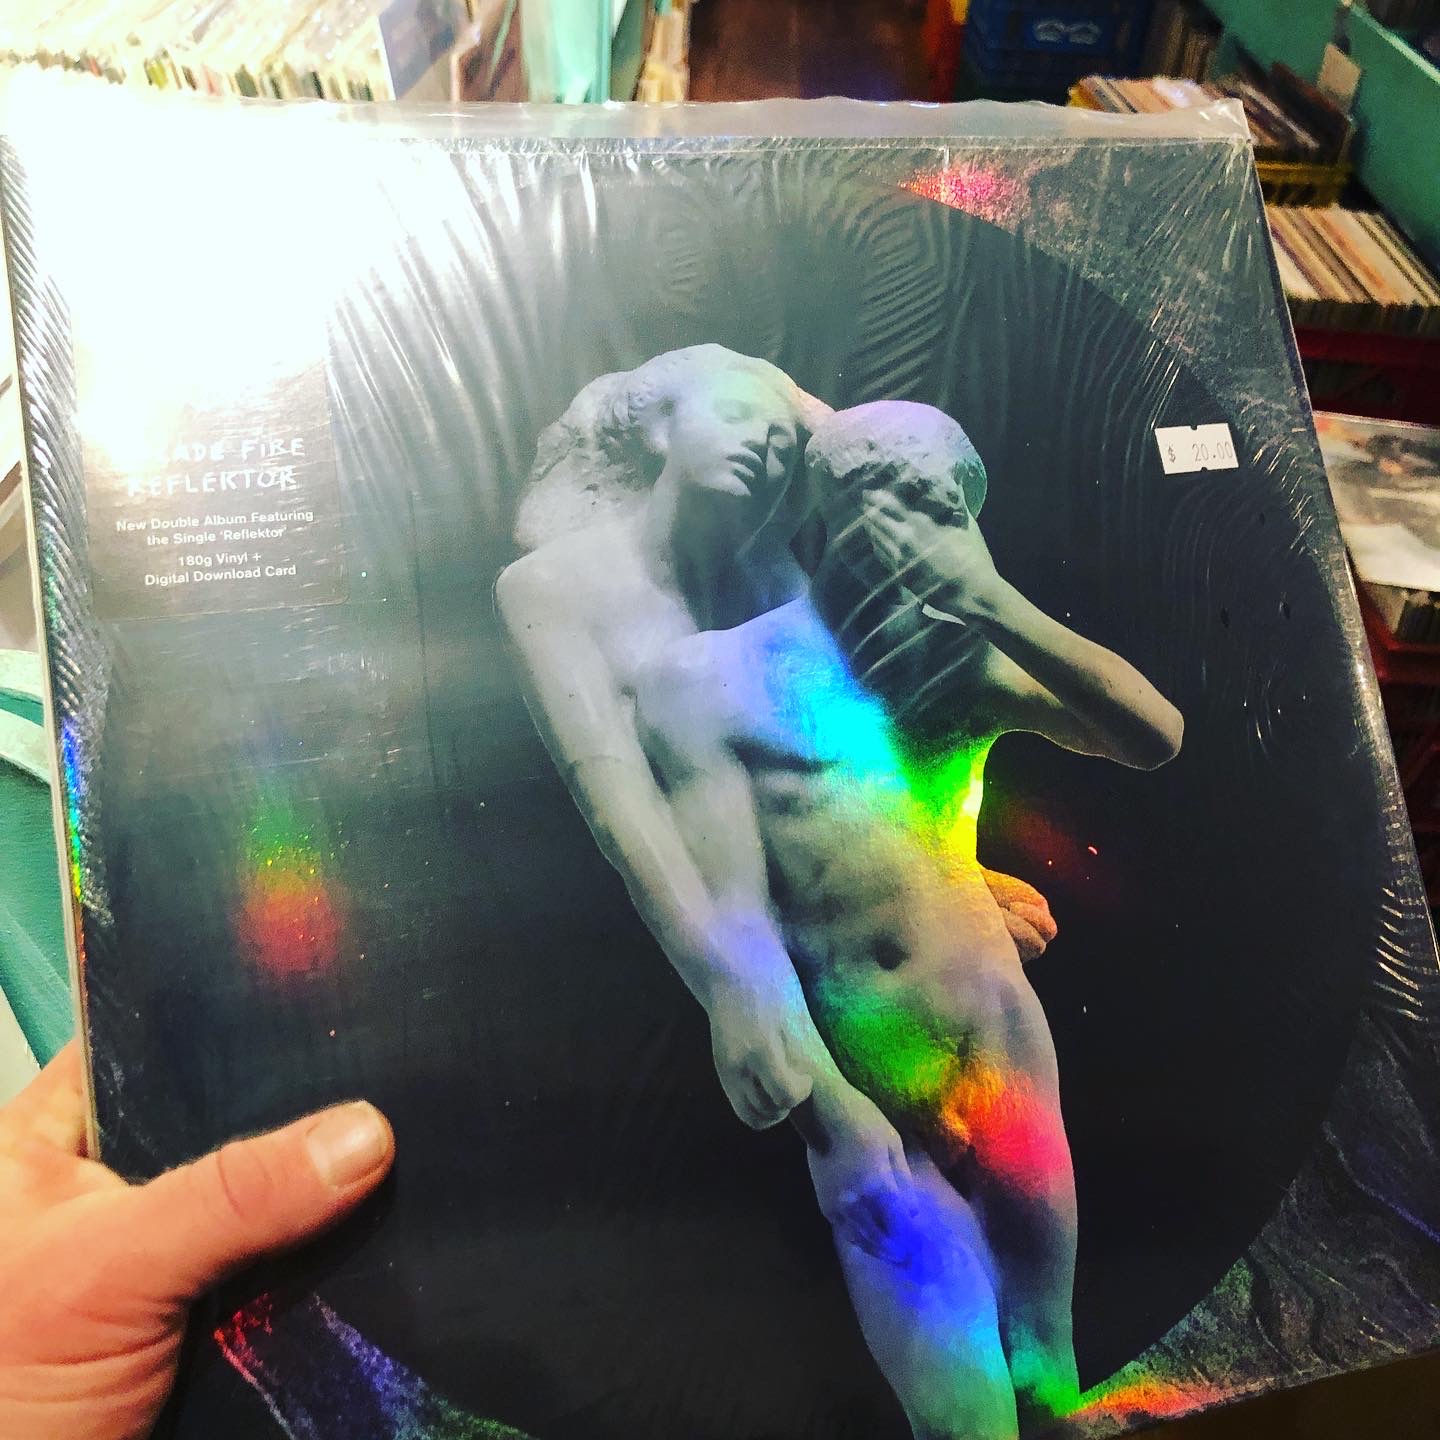 FIRE
REFLEKTOR
New Double Album Featuring
the Single 'Reflektor'
180g Vinyl +
Digital Download Card
$ 20.00